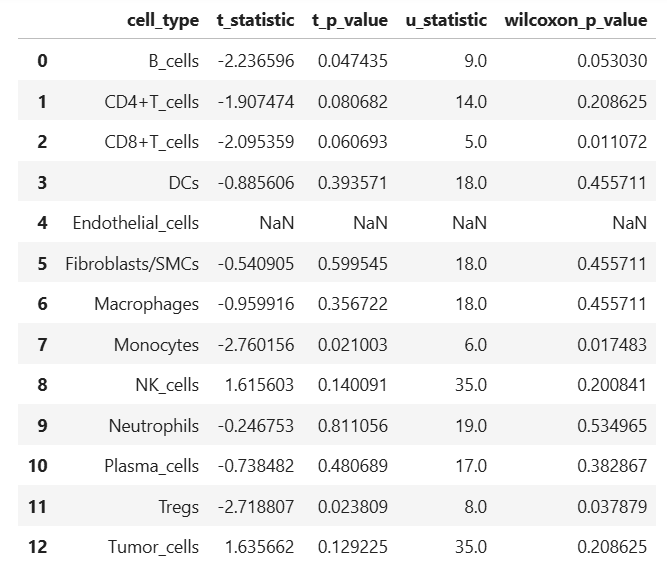 cell_type t_statistic t_p_value u_statistic wilcoxon_p_value
0 B_cells -2.236596 0.047435 9.0 0.053030
1 CD4+T_cells -1.907474 0.080682 14.0 0.208625
2 CD8+T_cells -2.095359 0.060693 5.0 0.011072
3 DCs -0.885606 0.393571 18.0 0.455711
4 Endothelial_cells NaN NaN NaN NaN
5 Fibroblasts/SMCs -0.540905 0.599545 18.0 0.455711
6 Macrophages -0.959916 0.356722 18.0 0.455711
7 Monocytes -2.760156 0.021003 6.0 0.017483
8 NK_cells 1.615603 0.140091 35.0 0.200841
9 Neutrophils -0.246753 0.811056 19.0 0.534965
10 Plasma_cells -0.738482 0.480689 17.0 0.382867
11 Tregs -2.718807 0.023809 8.0 0.037879
12 Tumor_cells 1.635662 0.129225 35.0 0.208625